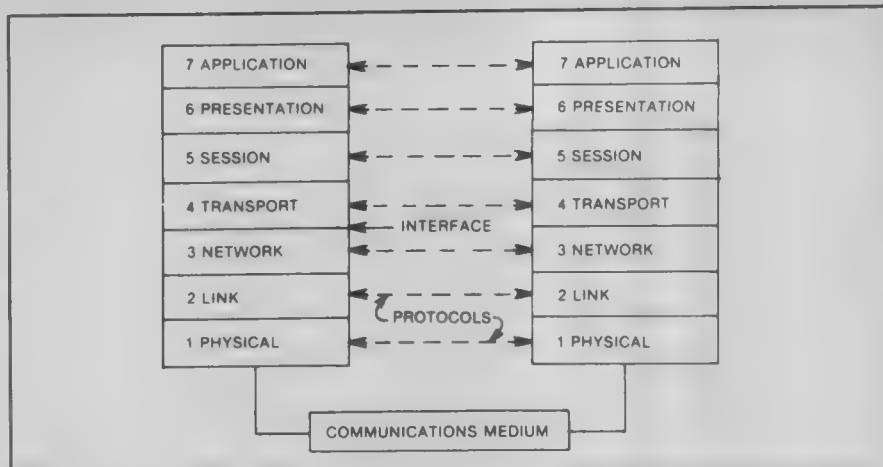 7 APPLICATION
7 APPLICATION
6 PRESENTATION
6 PRESENTATION
5 SESSION
5 SESSION
4 TRANSPORT
4 TRANSPORT
INTERFACE
3 NETWORK
3 NETWORK
2 LINK
2 LINK
PROTOCOLS
1 PHYSICAL
1 PHYSICAL
COMMUNICATIONS MEDIUM